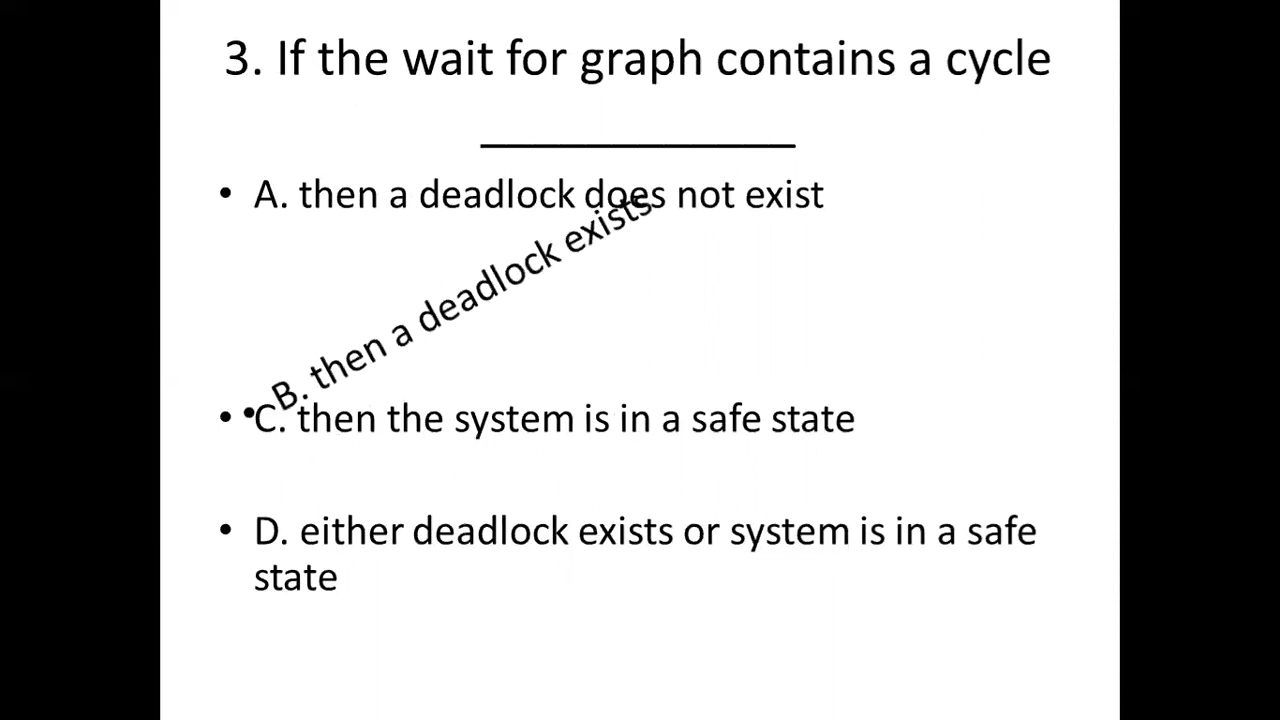 3. If the wait for graph contains a cycle
____________
• A. then a deadlock does not exist
• B. then a deadlock exists
• C. then the system is in a safe state
• D. either deadlock exists or system is in a safe
state